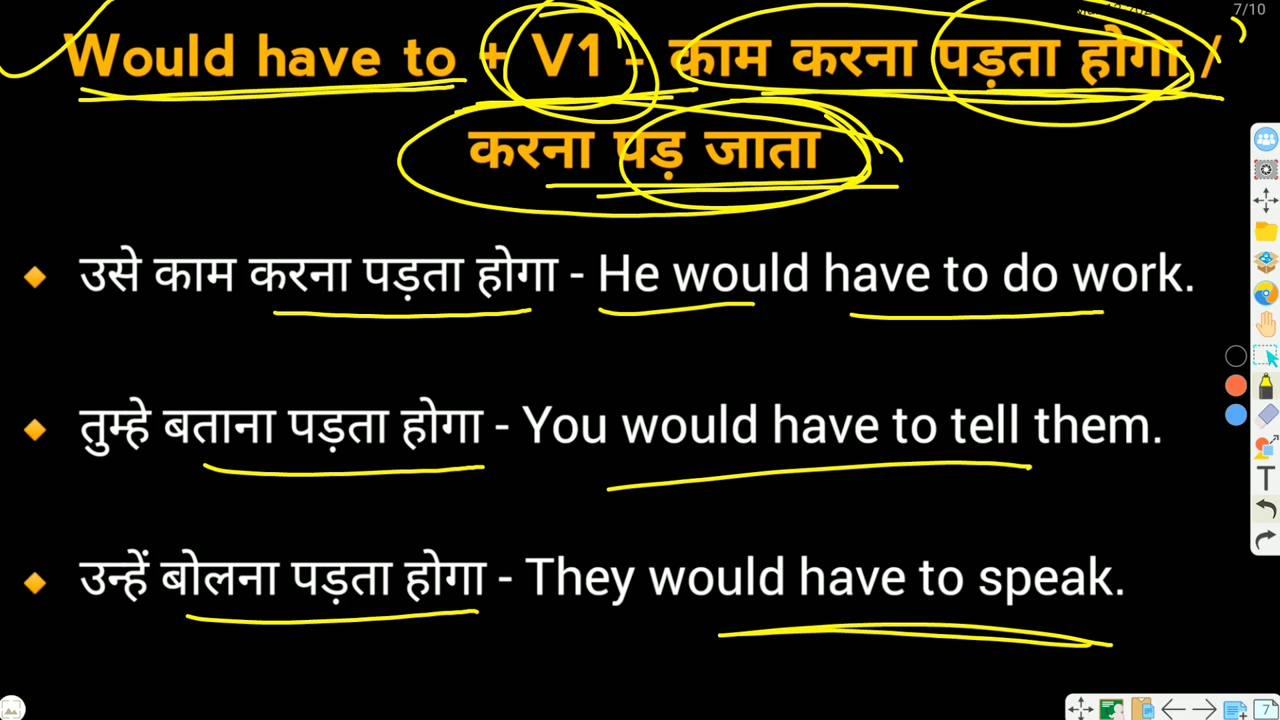 7/10
Would have to + V1 - काम करना पड़ता होगा /
करना पड़ जाता
उसे काम करना पड़ता होगा - He would have to do work.
तुम्हे बताना पड़ता होगा - You would have to tell them.
उन्हें बोलना पड़ता होगा - They would have to speak.
T
7